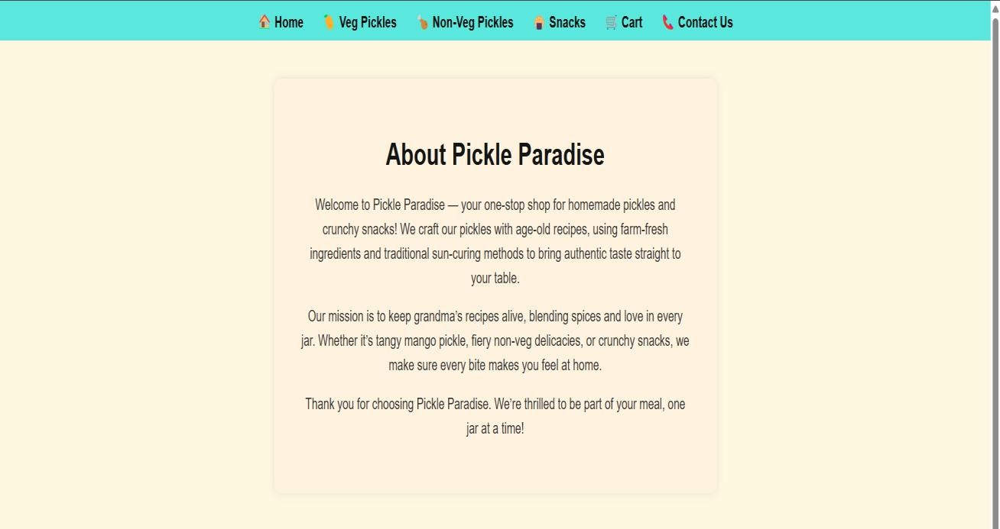 🏠 Home 🥭 Veg Pickles 🍗 Non-Veg Pickles 🍟 Snacks 🛒 Cart 📞 Contact Us
About Pickle Paradise
Welcome to Pickle Paradise — your one-stop shop for homemade pickles and
crunchy snacks! We craft our pickles with age-old recipes, using farm-fresh
ingredients and traditional sun-curing methods to bring authentic taste straight to
your table.
Our mission is to keep grandma’s recipes alive, blending spices and love in every
jar. Whether it’s tangy mango pickle, fiery non-veg delicacies, or crunchy snacks, we
make sure every bite makes you feel at home.
Thank you for choosing Pickle Paradise. We’re thrilled to be part of your meal, one
jar at a time!